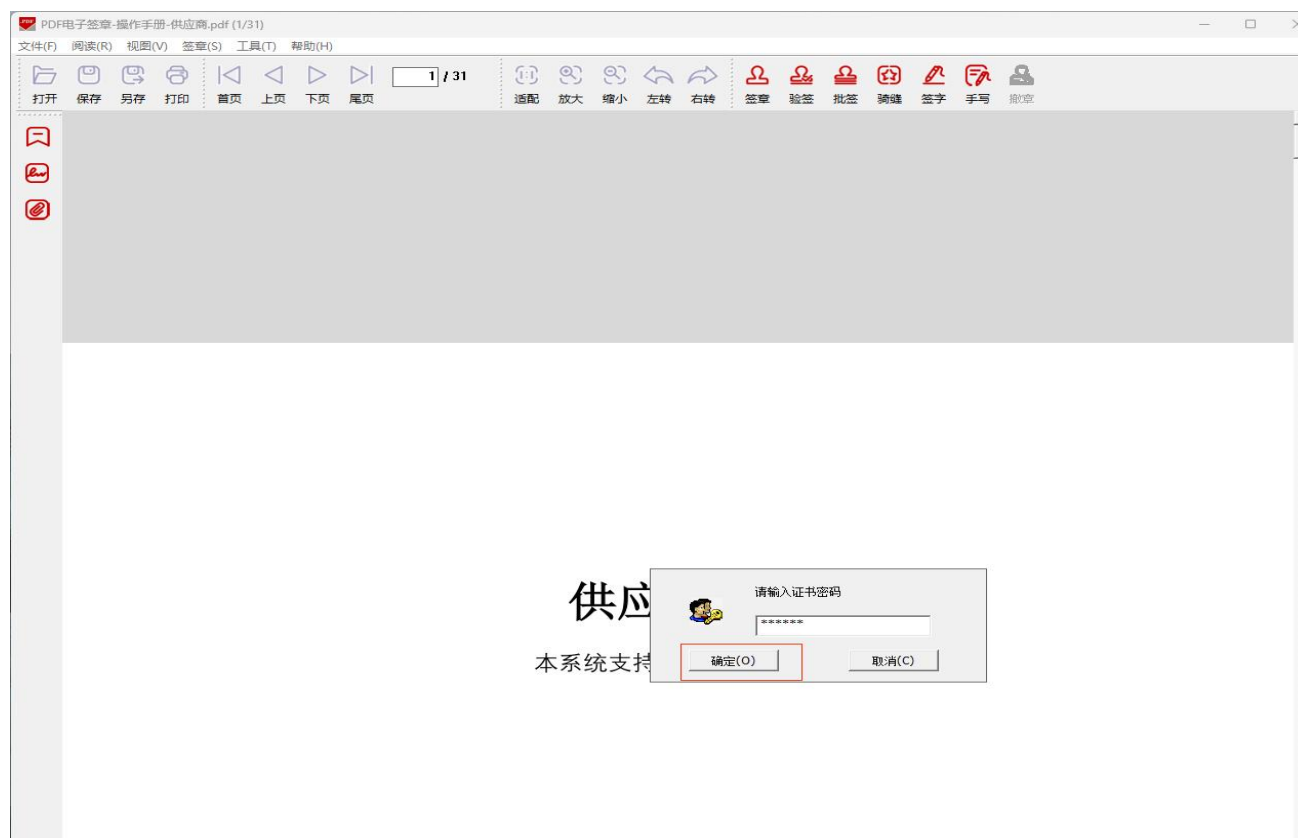 PDF电子签章-操作手册-供应商.pdf (1/31)
文件(F) 阅读(R) 视图(V) 签章(S) 工具(T) 帮助(H)
1 / 31
打开 保存 另存 打印 首页 上页 下页 尾页 适配 放大 缩小 左转 右转 签章 验签 批签 骑缝 签字 手写 撤章
请输入证书密码
供应
******
本系统支持
确定(O) 取消(C)